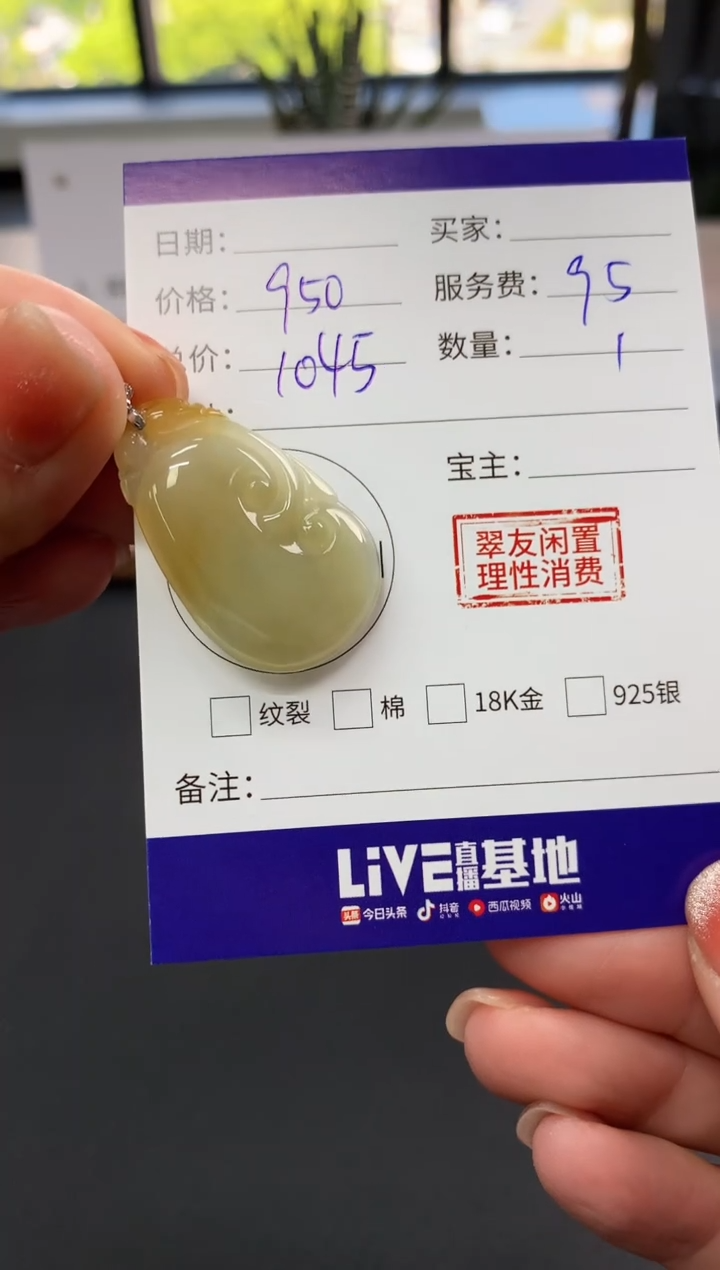 日期： 买家：
价格：950 服务费：95
总价：1045 数量：1
宝主：
翠友闲置
理性消费
纹裂 棉 18K金 925银
备注：
LiVE直播基地
头条 今日头条 抖音 西瓜视频 火山